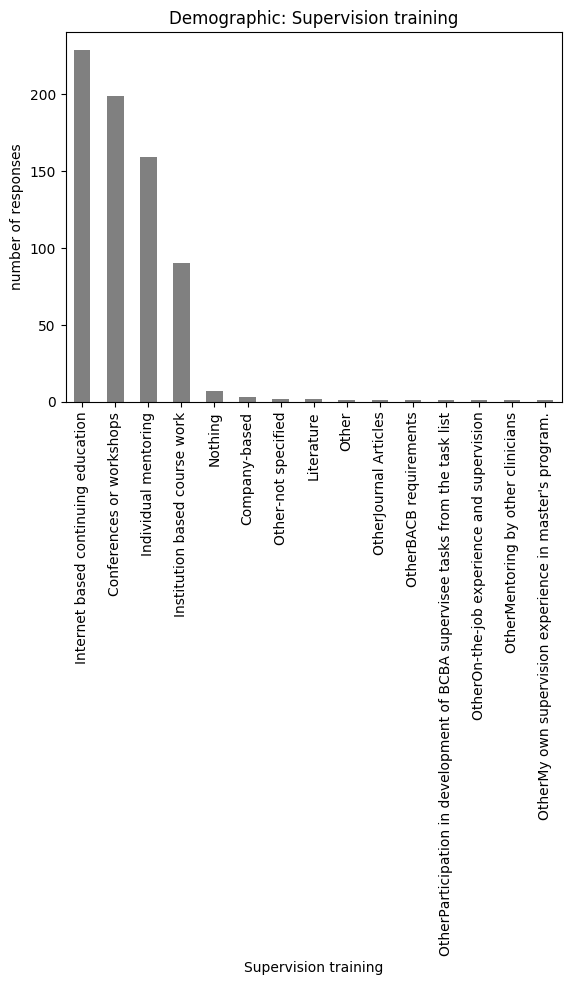 Demographic: Supervision training
number of responses
200
150
100
50
0
Internet based continuing education
Conferences or workshops
Individual mentoring
Institution based course work
Nothing
Company-based
Other-not specified
Literature
Other
OtherJournal Articles
OtherBACB requirements
OtherParticipation in development of BCBA supervisee tasks from the task list
OtherOn-the-job experience and supervision
OtherMentoring by other clinicians
OtherMy own supervision experience in master's program.
Supervision training